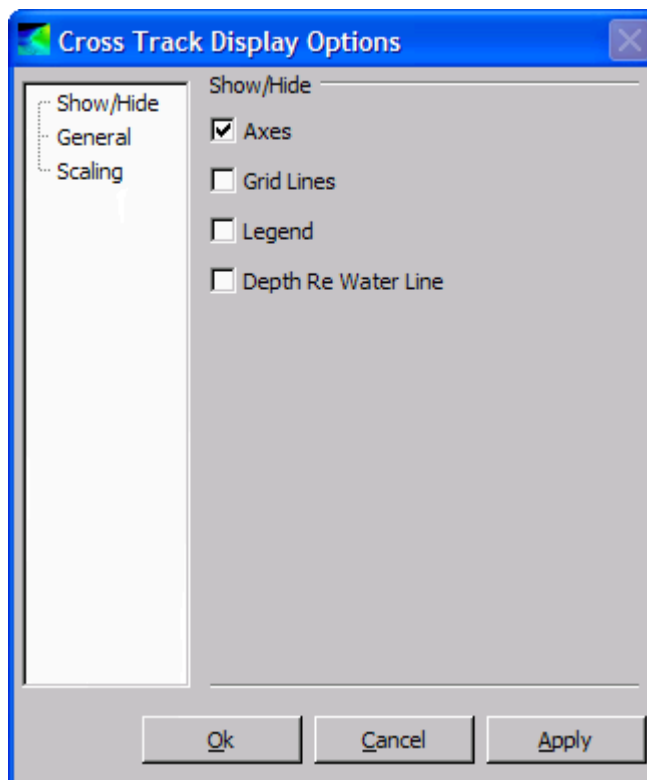 Cross Track Display Options
Show/Hide
General
Scaling
Show/Hide
Axes
Grid Lines
Legend
Depth Re Water Line
Ok
Cancel
Apply